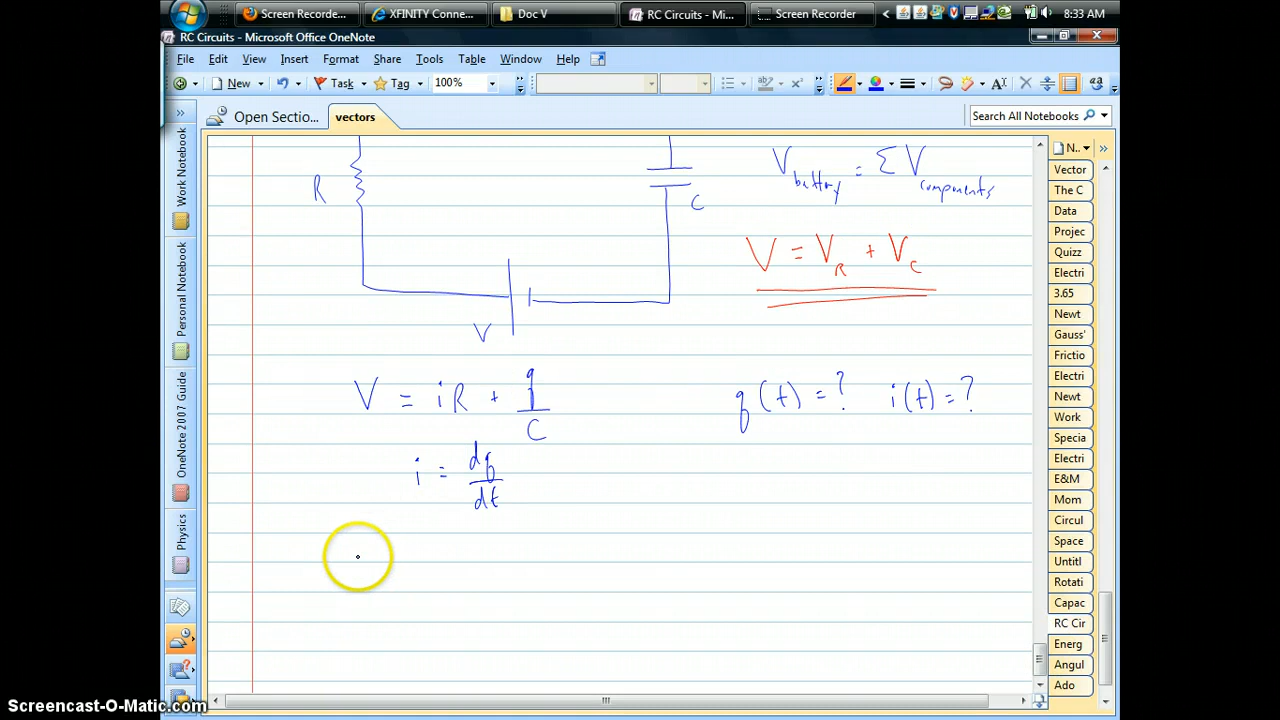 Screen Recorde...
XFINITY Conne...
Doc V
RC Circuits - Mi...
Screen Recorder
8:33 AM
RC Circuits - Microsoft Office OneNote
File Edit View Insert Format Share Tools Table Window Help
New Task Tag 100%
Open Sectio... vectors
Search All Notebooks
Work Notebook
Personal Notebook
OneNote 2007 Guide
Physics
R
C
V
V battery = Σ V components
V = V R + V C
V = iR + q/C
q(t) = ? i(t) = ?
i = dq/dt
N..
Vector
The C
Data
Projec
Quizz
Electri
3.65
Newt
Gauss'
Frictio
Electri
Newt
Work
Specia
Electri
E&M
Mom
Circul
Space
Untitl
Rotati
Capac
RC Cir
Energ
Angul
Ado
Screencast-O-Matic.com